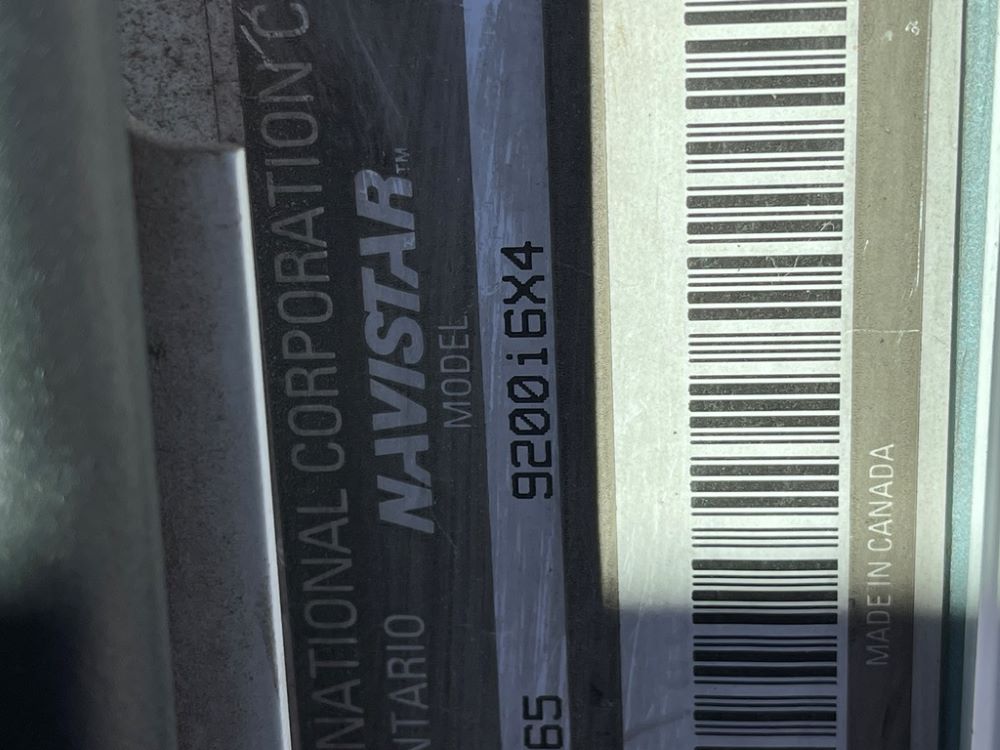 NATIONAL CORPORATION C
NTARIO NAVISTAR™
MODEL
65 9200i6X4
MADE IN CANADA